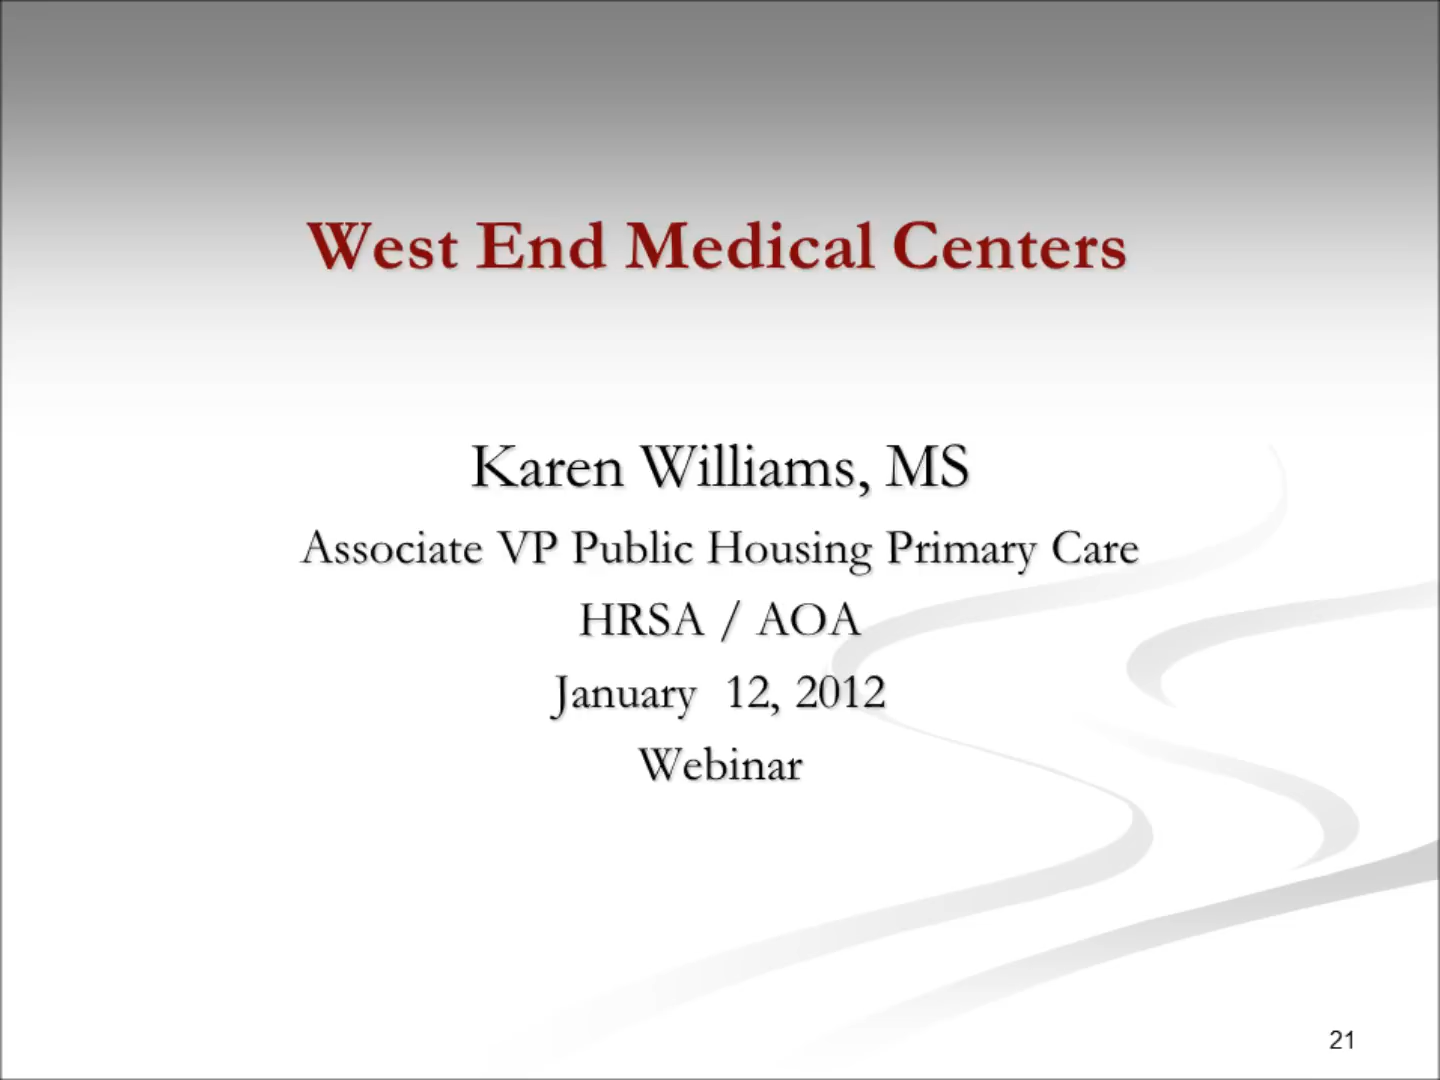 West End Medical Centers
Karen Williams, MS
Associate VP Public Housing Primary Care
HRSA / AOA
January  12, 2012
Webinar
21